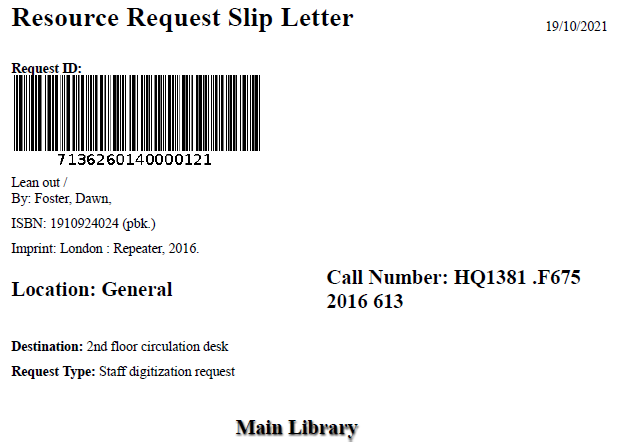 Resource Request Slip Letter
19/10/2021
Request ID:
7136260140000121
Lean out /
By: Foster, Dawn,
ISBN: 1910924024 (pbk.)
Imprint: London : Repeater, 2016.
Location: General
Call Number: HQ1381 .F675
2016 613
Destination: 2nd floor circulation desk
Request Type: Staff digitization request
Main Library